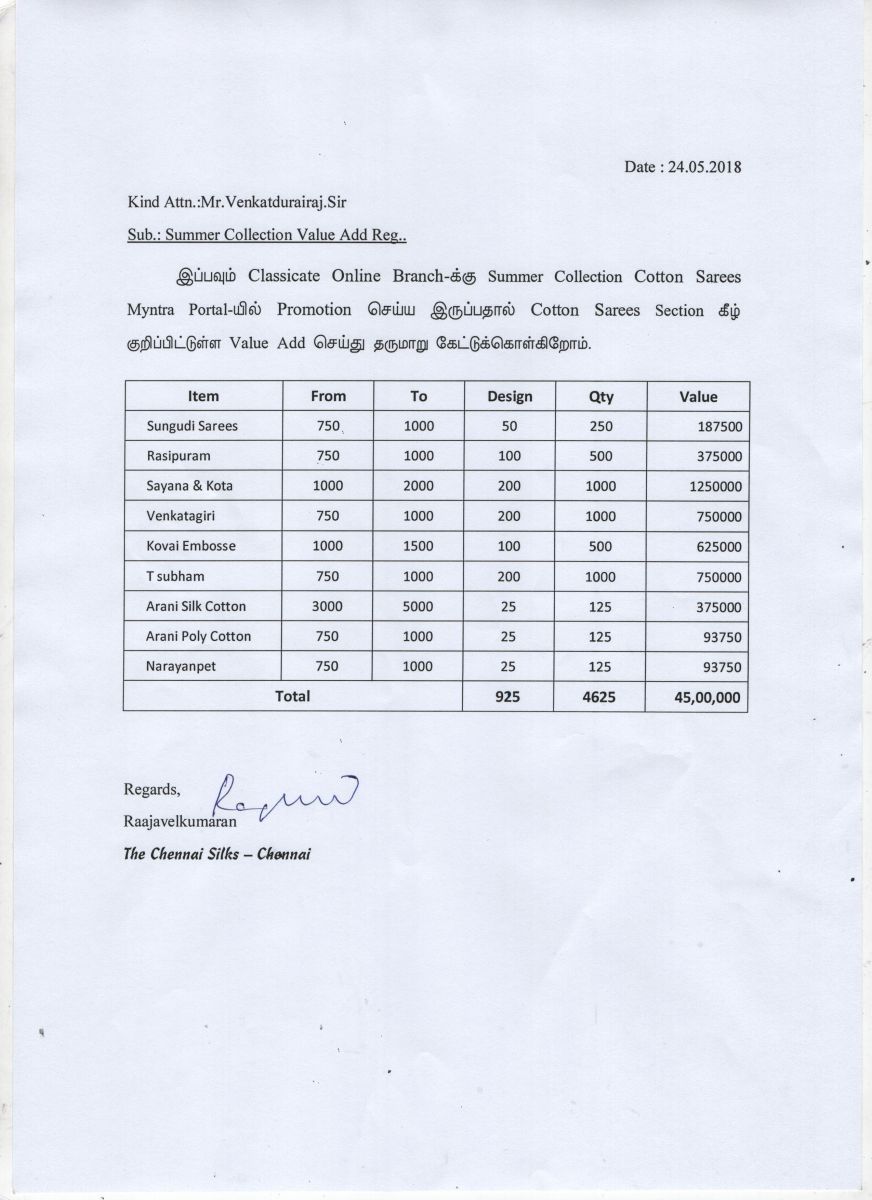 Date : 24.05.2018
Kind Attn.:Mr.Venkatdurairaj.Sir
Sub.: Summer Collection Value Add Reg..
இப்பவும் Classicate Online Branch-க்கு Summer Collection Cotton Sarees
Myntra Portal-யில் Promotion செய்ய இருப்பதால் Cotton Sarees Section கீழ்
குறிப்பிட்டுள்ள Value Add செய்து தருமாறு கேட்டுக்கொள்கிறோம்.
Item From To Design Qty Value
Sungudi Sarees 750 1000 50 250 187500
Rasipuram 750 1000 100 500 375000
Sayana & Kota 1000 2000 200 1000 1250000
Venkatagiri 750 1000 200 1000 750000
Kovai Embosse 1000 1500 100 500 625000
T subham 750 1000 200 1000 750000
Arani Silk Cotton 3000 5000 25 125 375000
Arani Poly Cotton 750 1000 25 125 93750
Narayanpet 750 1000 25 125 93750
Total 925 4625 45,00,000
Regards,
Raajavelkumaran
The Chennai Silks – Chennai